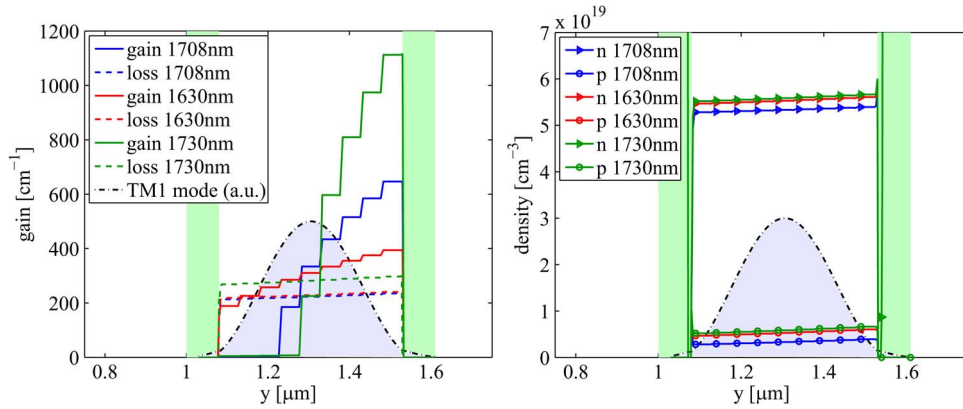 1200
1000
800
600
400
200
0
gain [cm⁻¹]
gain 1708nm
loss 1708nm
gain 1630nm
loss 1630nm
gain 1730nm
loss 1730nm
TM1 mode (a.u.)
0.8
1
1.2
1.4
1.6
y [μm]
x 10¹⁹
7
6
5
4
3
2
1
0
density [cm⁻³]
n 1708nm
p 1708nm
n 1630nm
p 1630nm
n 1730nm
p 1730nm
0.8
1
1.2
1.4
1.6
y [μm]